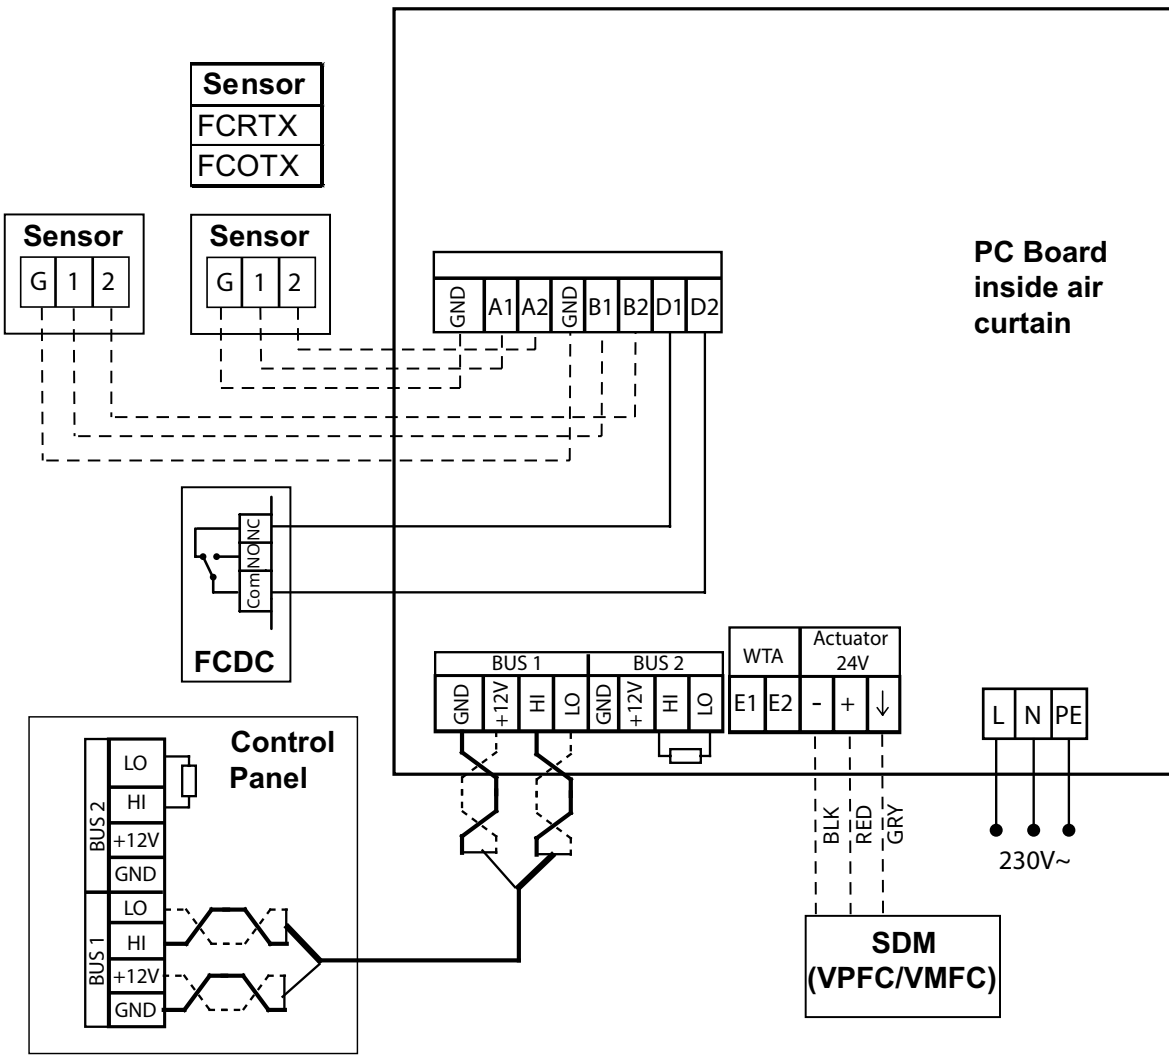 Sensor
FCRTX
FCOTX
Sensor
G 1 2
Sensor
G 1 2
GND A1 A2 GND B1 B2 D1 D2
PC Board
inside air
curtain
NC
NO
Com
FCDC
BUS 1 BUS 2
GND +12V HI LO GND +12V HI LO
WTA
E1 E2
Actuator
24V
- + ↓
L N PE
BLK RED GRY
230V~
SDM
(VPFC/VMFC)
Control
Panel
BUS 2
LO
HI
+12V
GND
BUS 1
LO
HI
+12V
GND